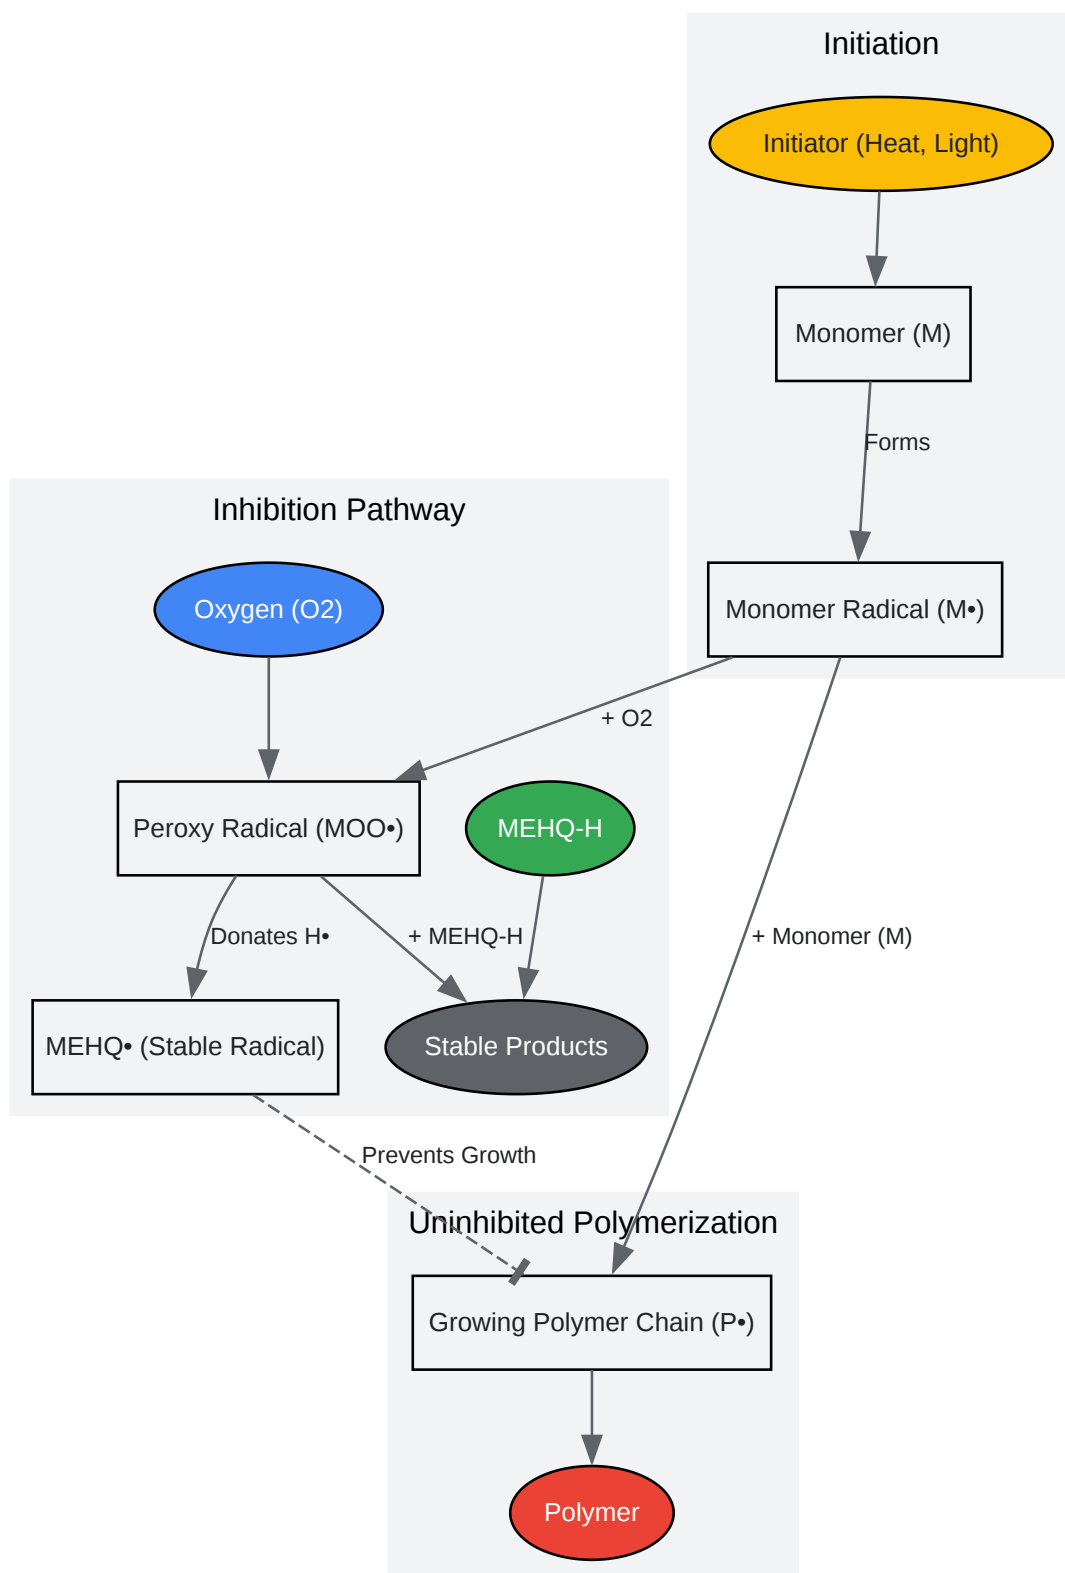 Initiation
Initiator (Heat, Light)
Monomer (M)
Forms
Inhibition Pathway
Oxygen (O2)
Monomer Radical (M•)
+ O2
Peroxy Radical (MOO•)
MEHQ-H
Donates H•
+ MEHQ-H
+ Monomer (M)
MEHQ• (Stable Radical)
Stable Products
Prevents Growth
Uninhibited Polymerization
Growing Polymer Chain (P•)
Polymer